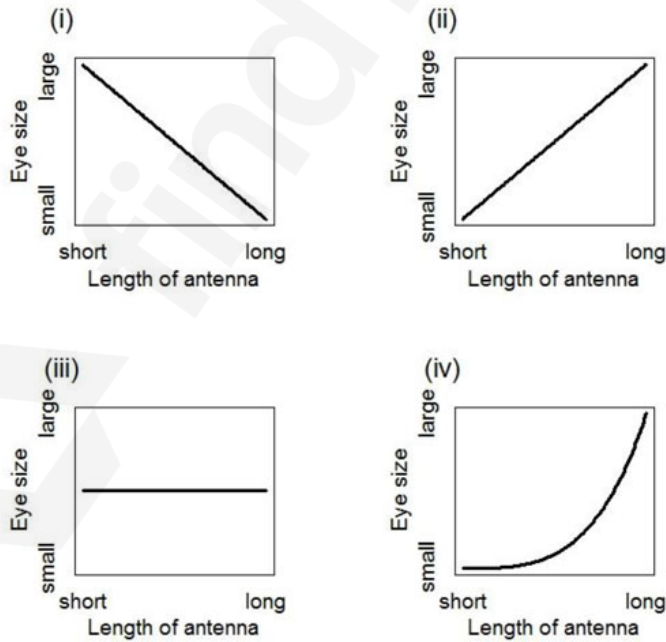 (i)
large
Eye size
small
short long
Length of antenna
(ii)
large
Eye size
small
short long
Length of antenna
(iii)
large
Eye size
small
short long
Length of antenna
(iv)
large
Eye size
small
short long
Length of antenna
find